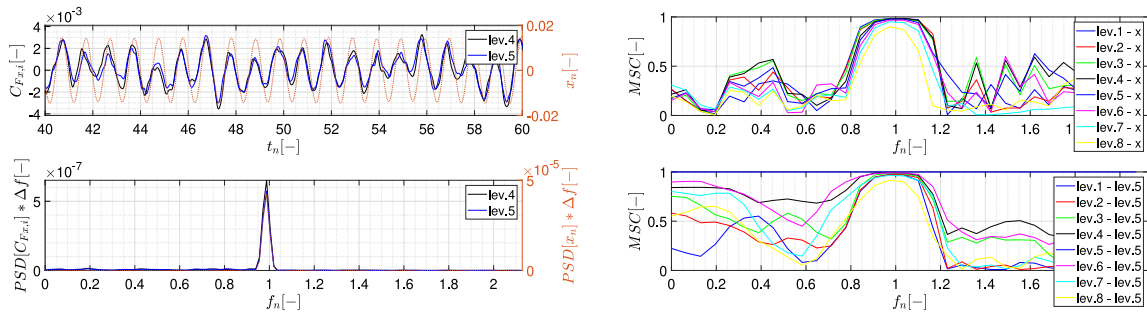 ×10⁻³
C_{Fx,i}[−]
4
2
0
-2
-4
0.02
0
-0.02
x_n[−]
lev.4
lev.5
40 42 44 46 48 50 52 54 56 58 60
t_n[−]
MSC[−]
1
0.5
0
0 0.2 0.4 0.6 0.8 1 1.2 1.4 1.6 1.8
f_n[−]
lev.1 - x
lev.2 - x
lev.3 - x
lev.4 - x
lev.5 - x
lev.6 - x
lev.7 - x
lev.8 - x
×10⁻⁷
PSD[C_{Fx,i}] * Δf[−]
5
0
×10⁻⁵
5
0
PSD[x_n] * Δf[−]
lev.4
lev.5
0 0.2 0.4 0.6 0.8 1 1.2 1.4 1.6 1.8 2
f_n[−]
MSC[−]
1
0.5
0
0 0.2 0.4 0.6 0.8 1 1.2 1.4 1.6 1.8
f_n[−]
lev.1 - lev.5
lev.2 - lev.5
lev.3 - lev.5
lev.4 - lev.5
lev.5 - lev.5
lev.6 - lev.5
lev.7 - lev.5
lev.8 - lev.5